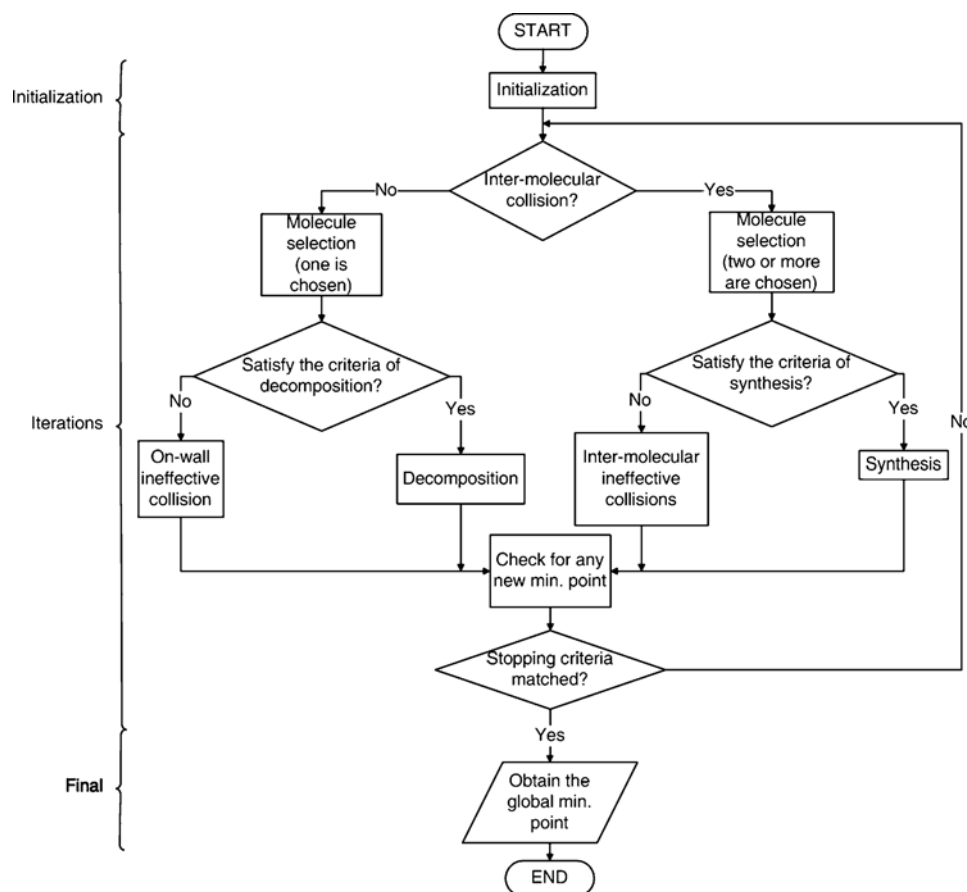 START
Initialization
Initialization
Inter-molecular
collision?
No
Yes
Molecule
selection
(one is
chosen)
Molecule
selection
(two or more
are chosen)
Satisfy the criteria of
decomposition?
Satisfy the criteria of
synthesis?
No
Yes
No
Yes
Iterations
No
On-wall
ineffective
collision
Decomposition
Inter-molecular
ineffective
collisions
Synthesis
Check for any
new min. point
Stopping criteria
matched?
Yes
Final
Obtain the
global min.
point
END